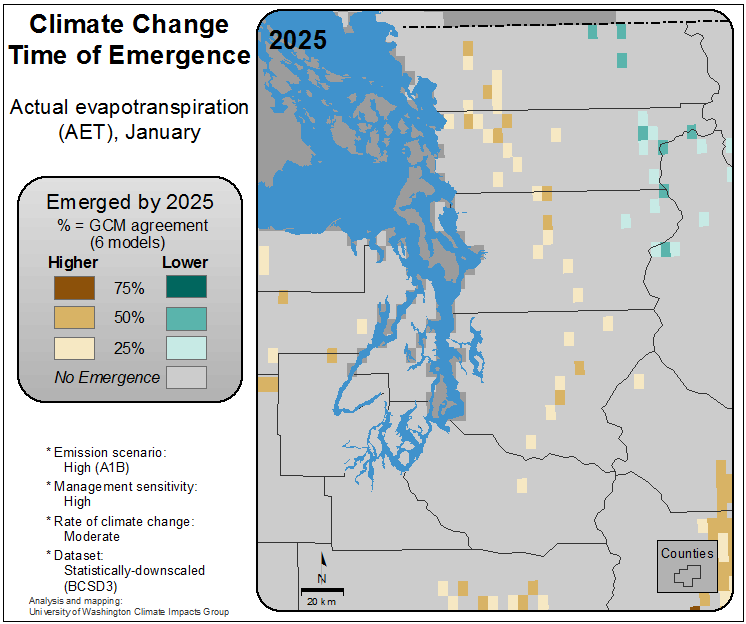 Climate Change
Time of Emergence
Actual evapotranspiration
(AET), January
Emerged by 2025
% = GCM agreement
(6 models)
Higher Lower
75%
50%
25%
No Emergence
* Emission scenario:
High (A1B)
* Management sensitivity:
High
* Rate of climate change:
Moderate
* Dataset:
Statistically-downscaled
(BCSD3)
Analysis and mapping:
University of Washington Climate Impacts Group
2025
N
20 km
Counties